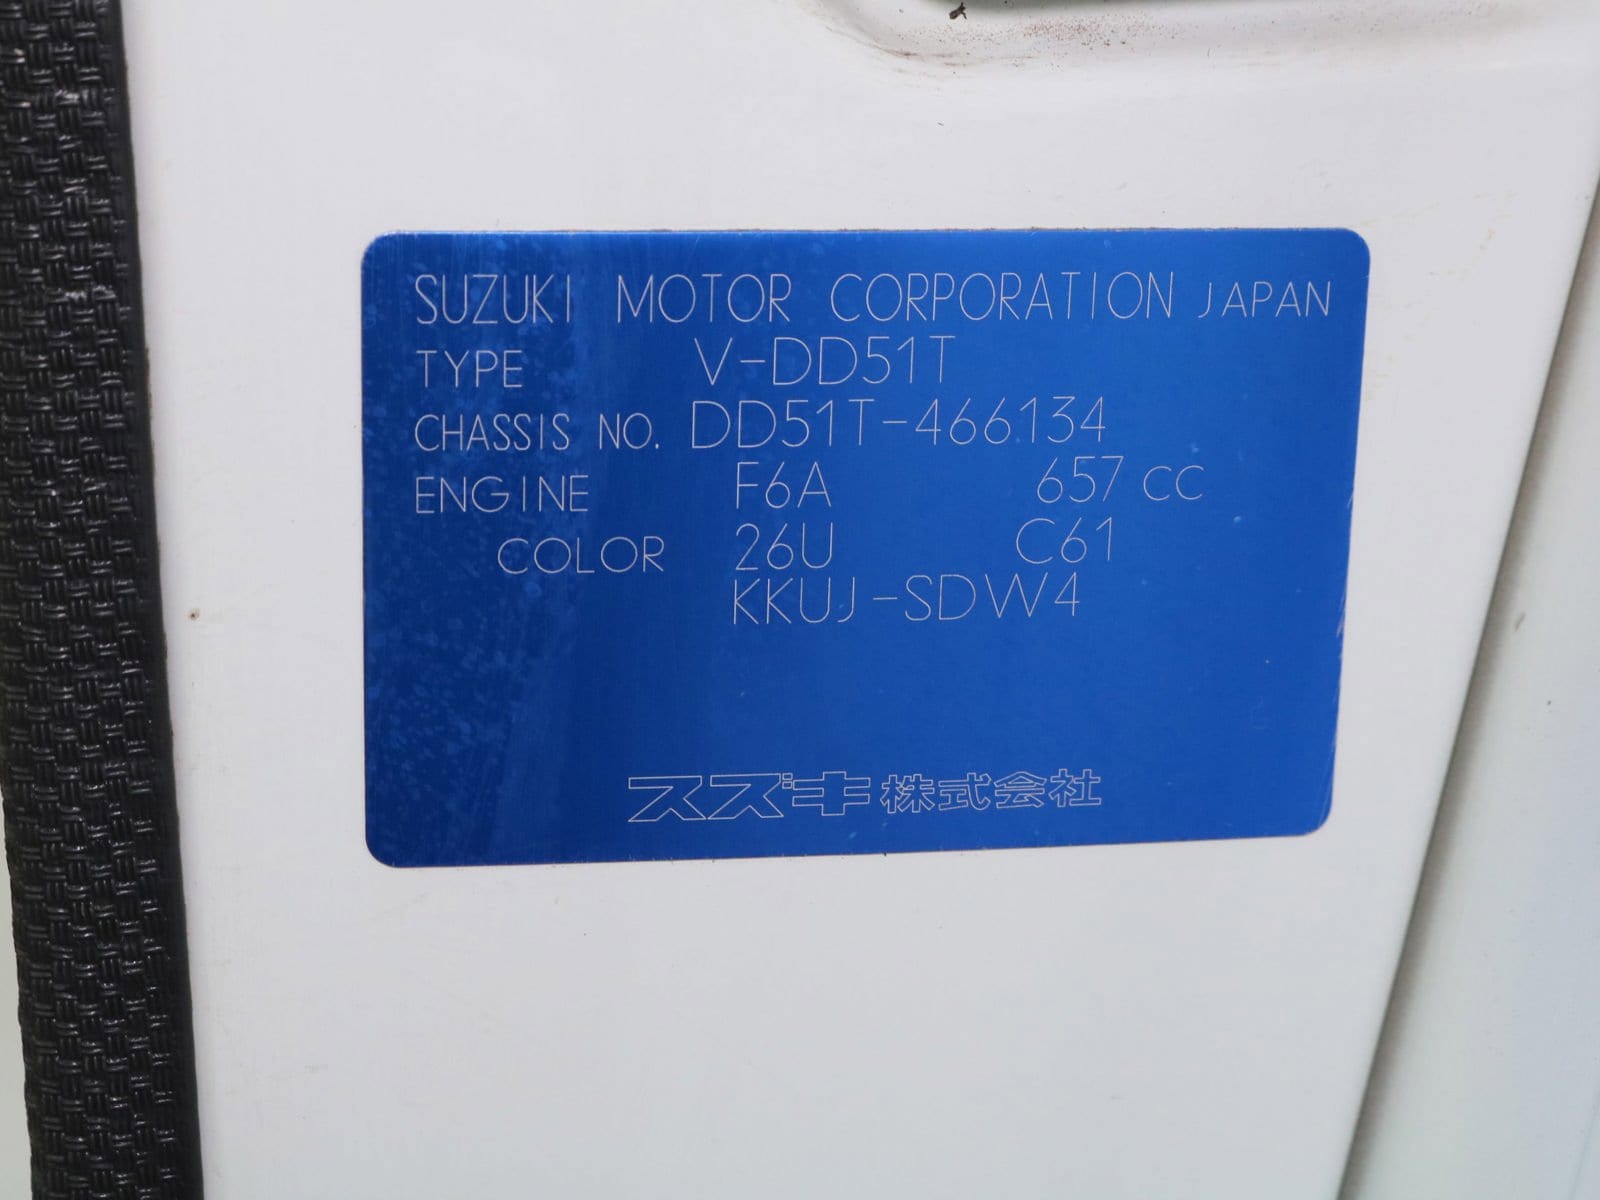 SUZUKI MOTOR CORPORATION JAPAN
TYPE V-DD51T
CHASSIS NO. DD51T-466134
ENGINE F6A 657 CC
COLOR 26U C61
KKUJ-SDW4
スズキ株式会社